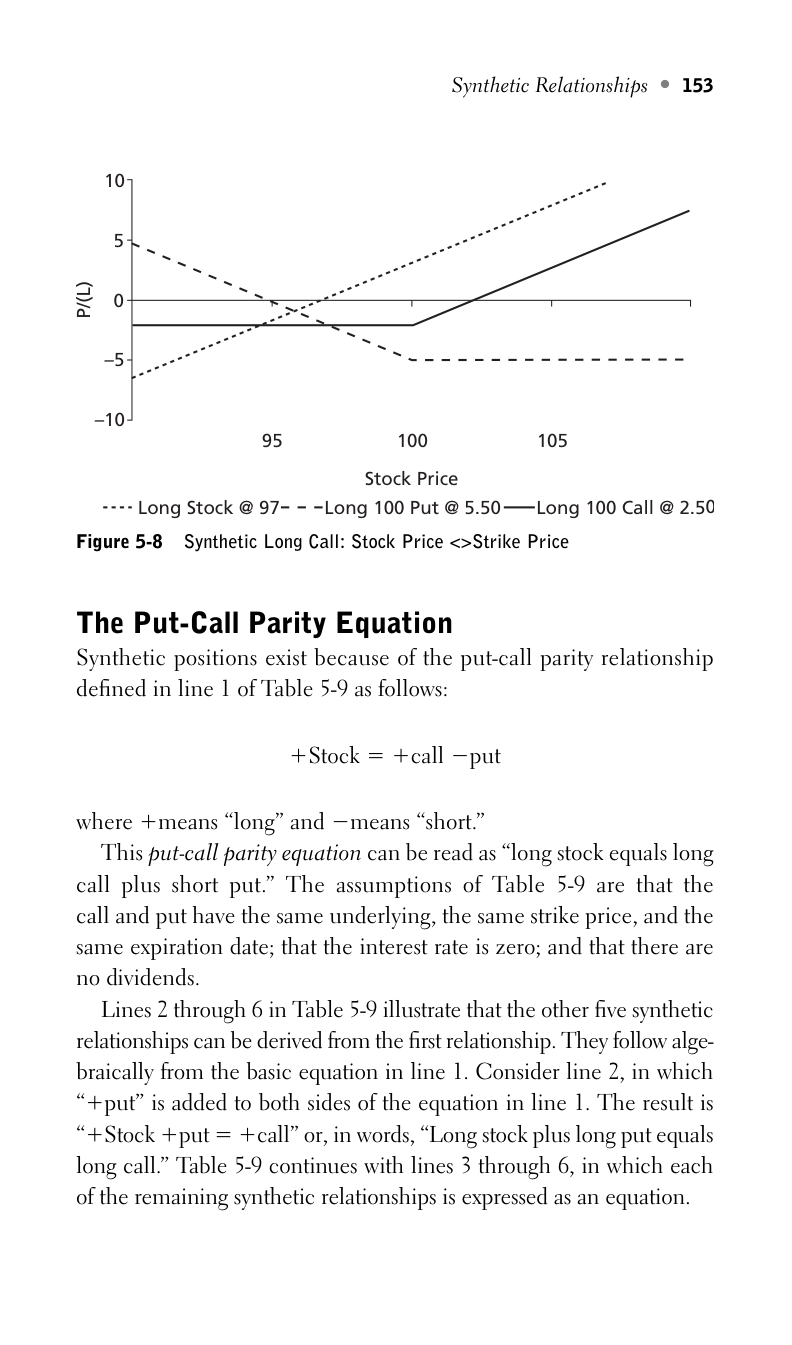 Synthetic Relationships • 153
10
5
0
–5
–10
P/(L)
95 100 105
Stock Price
Long Stock @ 97 Long 100 Put @ 5.50 Long 100 Call @ 2.50
Figure 5-8 Synthetic Long Call: Stock Price <>Strike Price
The Put-Call Parity Equation
Synthetic positions exist because of the put-call parity relationship
defined in line 1 of Table 5-9 as follows:
+Stock = +call −put
where +means “long” and −means “short.”
This put-call parity equation can be read as “long stock equals long
call plus short put.” The assumptions of Table 5-9 are that the
call and put have the same underlying, the same strike price, and the
same expiration date; that the interest rate is zero; and that there are
no dividends.
Lines 2 through 6 in Table 5-9 illustrate that the other five synthetic
relationships can be derived from the first relationship. They follow alge-
braically from the basic equation in line 1. Consider line 2, in which
“+put” is added to both sides of the equation in line 1. The result is
“+Stock +put = +call” or, in words, “Long stock plus long put equals
long call.” Table 5-9 continues with lines 3 through 6, in which each
of the remaining synthetic relationships is expressed as an equation.